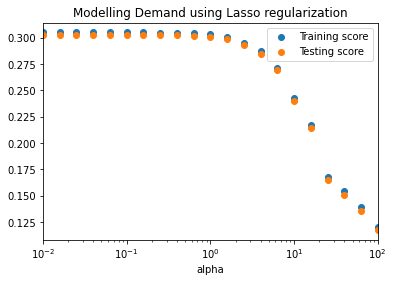 Modelling Demand using Lasso regularization
Training score
Testing score
0.300
0.275
0.250
0.225
0.200
0.175
0.150
0.125
10⁻² 10⁻¹ 10⁰ 10¹ 10²
alpha